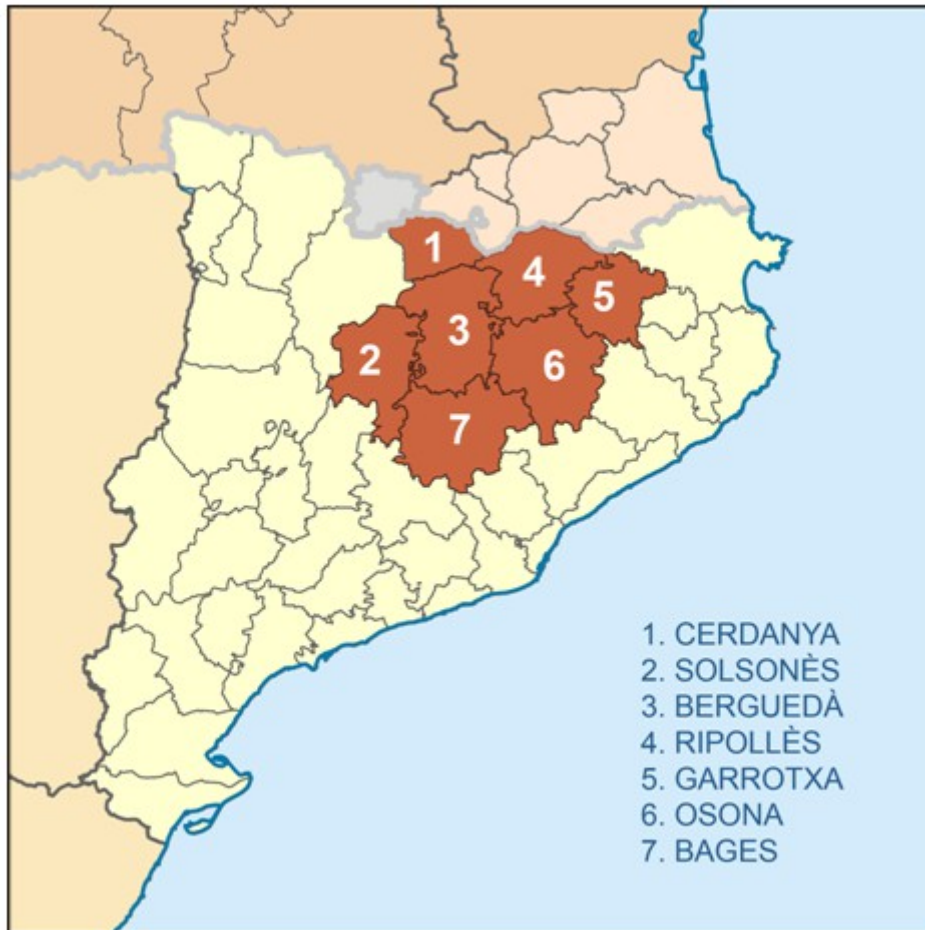 1
4
5
3
2
6
7
1. CERDANYA
2. SOLSONÈS
3. BERGUEDÀ
4. RIPOLLÈS
5. GARROTXA
6. OSONA
7. BAGES